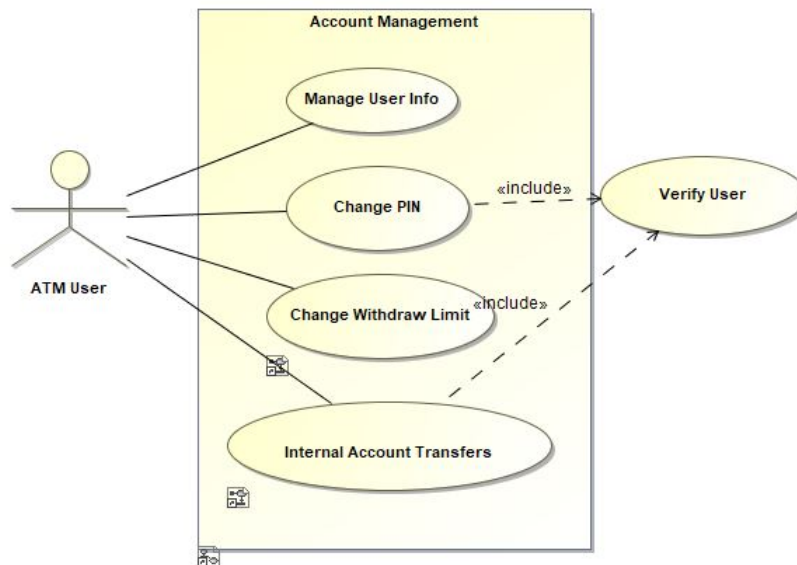 Account Management
Manage User Info
«include»
Change PIN
Verify User
ATM User
Change Withdraw Limit
«include»
Internal Account Transfers